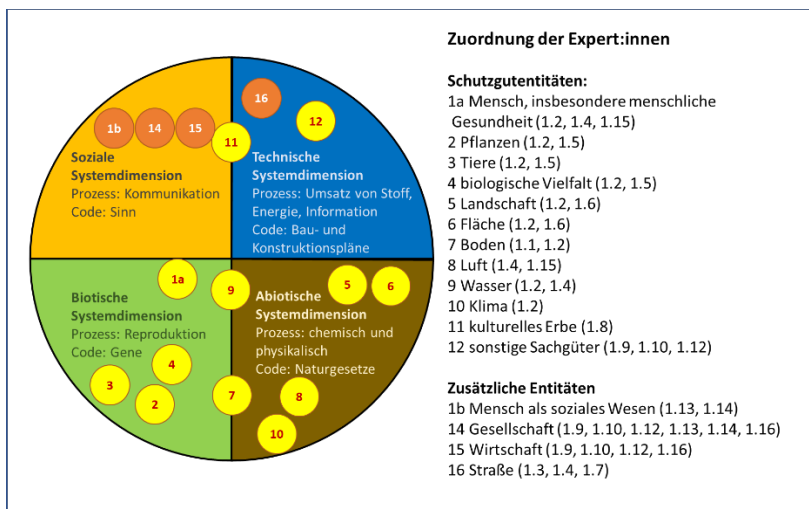 16
12
1b
14
15
11
Soziale
Systemdimension
Prozess: Kommunikation
Code: Sinn
Technische
Systemdimension
Prozess: Umsatz von Stoff,
Energie, Information
Code: Bau- und
Konstruktionspläne
1a
9
5
6
Biotische
Systemdimension
Prozess: Reproduktion
Code: Gene
Abiotische
Systemdimension
Prozess: chemisch und
physikalisch
Code: Naturgesetze
4
3
2
7
8
10
Zuordnung der Expert:innen
Schutzgutentitäten:
1a Mensch, insbesondere menschliche
Gesundheit (1.2, 1.4, 1.15)
2 Pflanzen (1.2, 1.5)
3 Tiere (1.2, 1.5)
4 biologische Vielfalt (1.2, 1.5)
5 Landschaft (1.2, 1.6)
6 Fläche (1.2, 1.6)
7 Boden (1.1, 1.2)
8 Luft (1.4, 1.15)
9 Wasser (1.2, 1.4)
10 Klima (1.2)
11 kulturelles Erbe (1.8)
12 sonstige Sachgüter (1.9, 1.10, 1.12)
Zusätzliche Entitäten
1b Mensch als soziales Wesen (1.13, 1.14)
14 Gesellschaft (1.9, 1.10, 1.12, 1.13, 1.14, 1.16)
15 Wirtschaft (1.9, 1.10, 1.12, 1.16)
16 Straße (1.3, 1.4, 1.7)